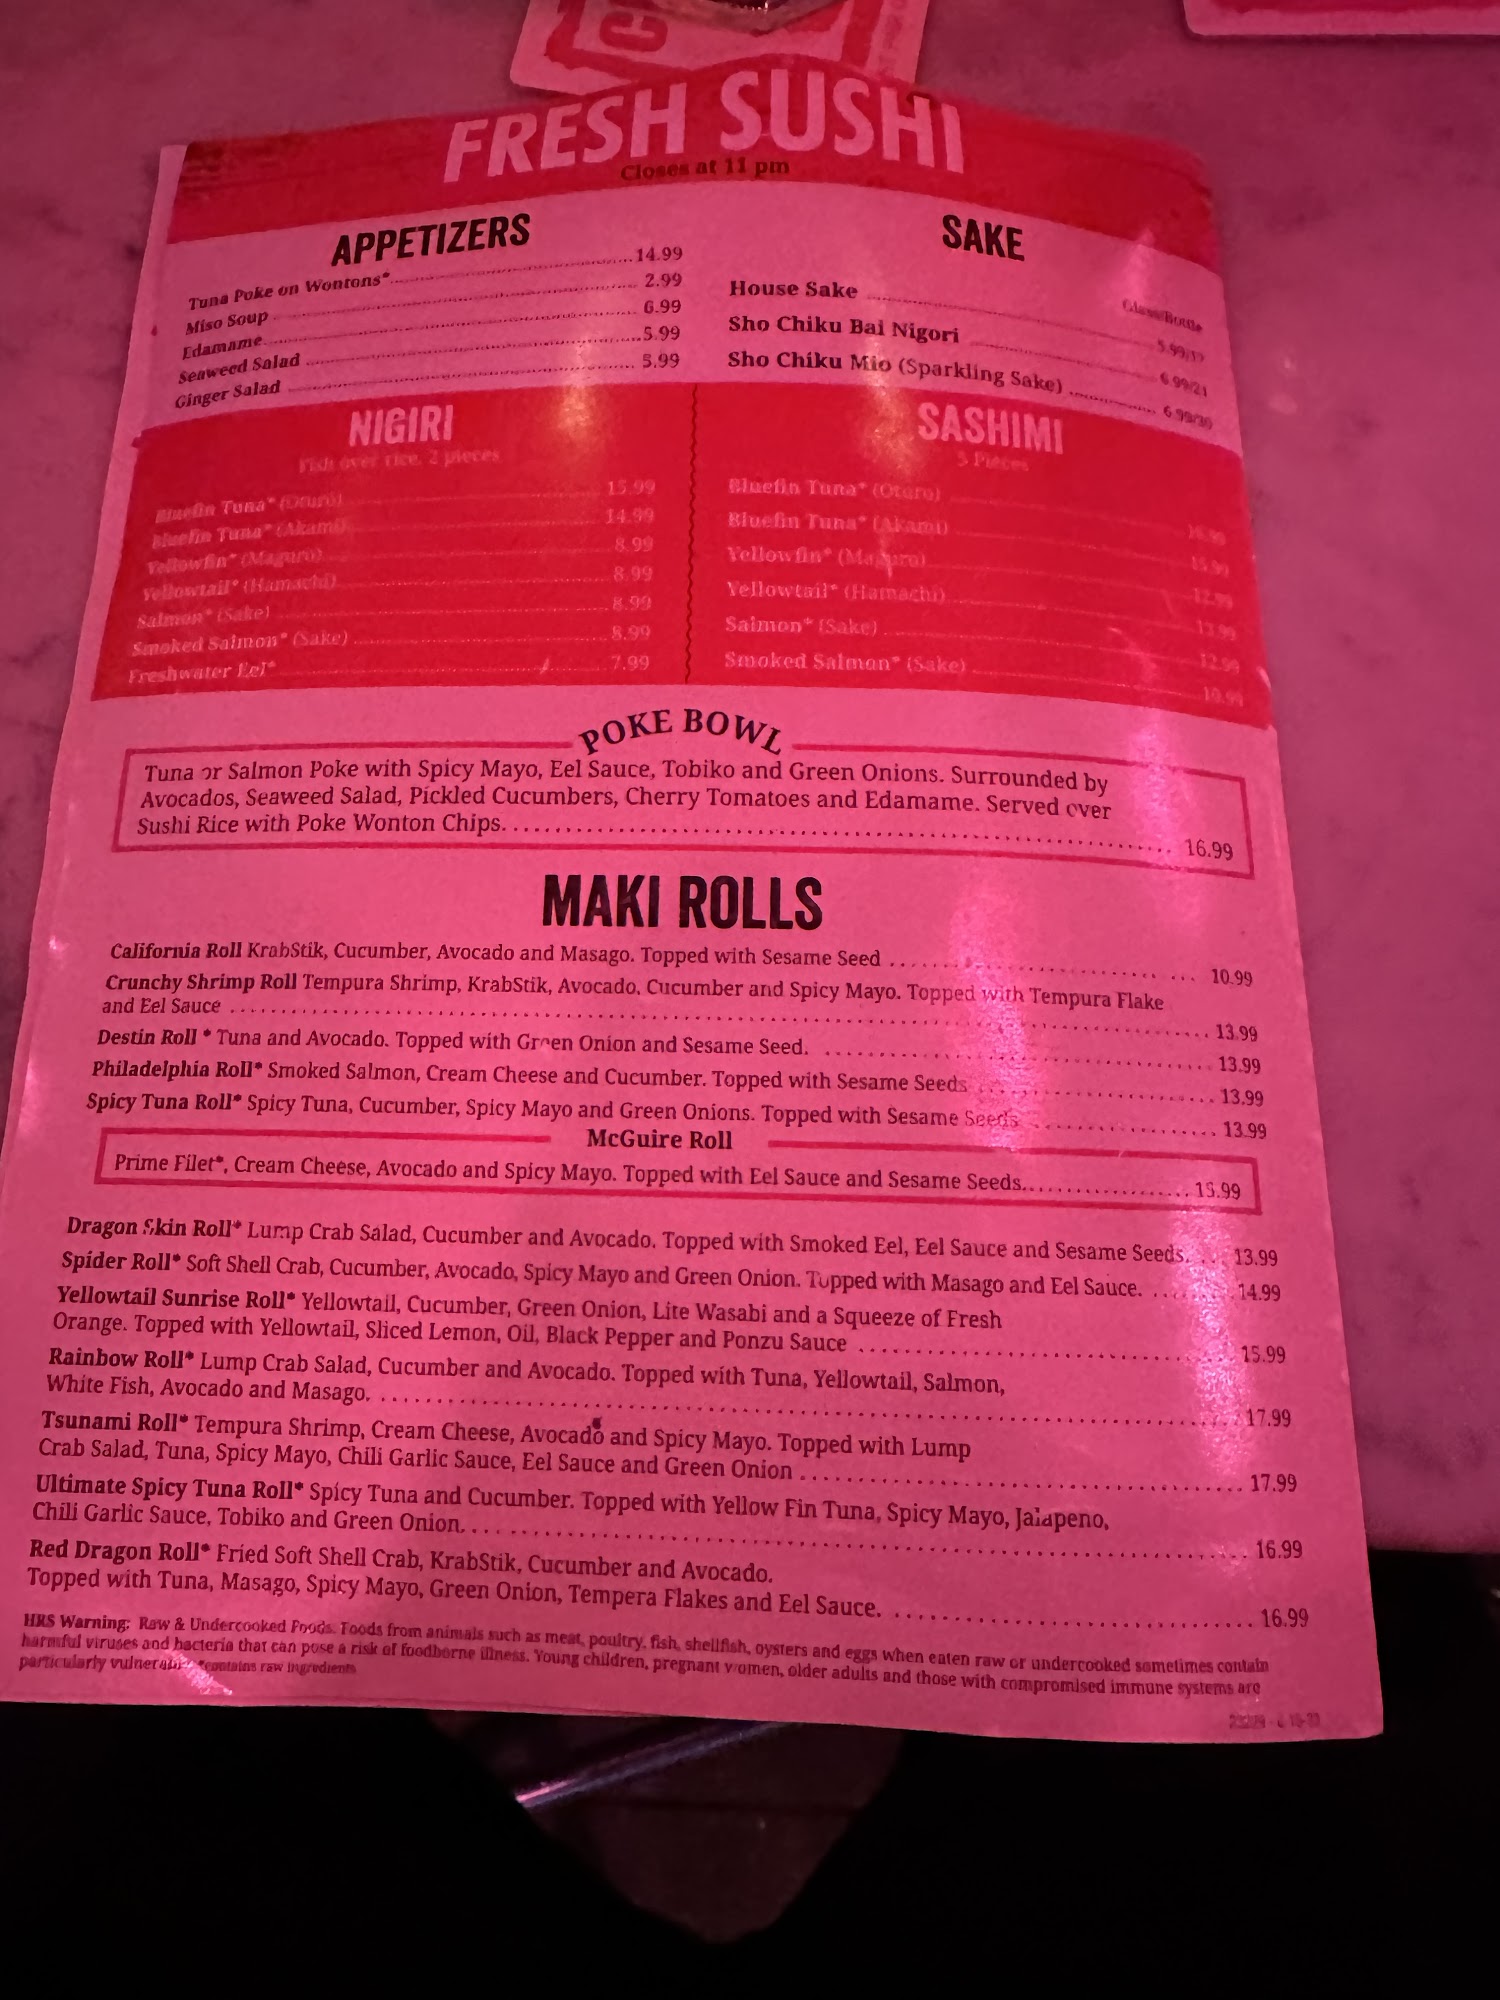 FRESH SUSHI
Closes at 11 pm
APPETIZERS
Tuna Poke on Wontons* 14.99
Miso Soup 2.99
Edamame 6.99
Seaweed Salad 5.99
Ginger Salad 5.99
SAKE
Glass/Bottle
House Sake
Sho Chiku Bai Nigori 6.99/21
Sho Chiku Mio (Sparkling Sake)
NIGIRI
Fish over rice, 2 pieces
Bluefin Tuna* (Otoro) 15.99
Bluefin Tuna* (Akami) 14.99
Yellowfin* (Maguro) 8.99
Yellowtail* (Hamachi) 8.99
Salmon* (Sake) 8.99
Smoked Salmon* (Sake) 8.99
Freshwater Eel* 7.99
SASHIMI
5 Pieces
Bluefin Tuna* (Otoro)
Bluefin Tuna* (Akami)
Yellowfin* (Maguro) 12.99
Yellowtail* (Hamachi)
Salmon* (Sake) 12.99
Smoked Salmon* (Sake)
POKE BOWL
Tuna or Salmon Poke with Spicy Mayo, Eel Sauce, Tobiko and Green Onions. Surrounded by
Avocados, Seaweed Salad, Pickled Cucumbers, Cherry Tomatoes and Edamame. Served over
Sushi Rice with Poke Wonton Chips. 16.99
MAKI ROLLS
California Roll KrabStik, Cucumber, Avocado and Masago. Topped with Sesame Seed 10.99
Crunchy Shrimp Roll Tempura Shrimp, KrabStik, Avocado, Cucumber and Spicy Mayo. Topped with Tempura Flake
and Eel Sauce 13.99
Destin Roll * Tuna and Avocado. Topped with Green Onion and Sesame Seed. 13.99
Philadelphia Roll* Smoked Salmon, Cream Cheese and Cucumber. Topped with Sesame Seeds 13.99
Spicy Tuna Roll* Spicy Tuna, Cucumber, Spicy Mayo and Green Onions. Topped with Sesame Seeds 13.99
McGuire Roll
Prime Filet*, Cream Cheese, Avocado and Spicy Mayo. Topped with Eel Sauce and Sesame Seeds. 15.99
Dragon Skin Roll* Lump Crab Salad, Cucumber and Avocado. Topped with Smoked Eel, Eel Sauce and Sesame Seeds. 13.99
Spider Roll* Soft Shell Crab, Cucumber, Avocado, Spicy Mayo and Green Onion. Topped with Masago and Eel Sauce. 14.99
Yellowtail Sunrise Roll* Yellowtail, Cucumber, Green Onion, Lite Wasabi and a Squeeze of Fresh
Orange. Topped with Yellowtail, Sliced Lemon, Oil, Black Pepper and Ponzu Sauce 15.99
Rainbow Roll* Lump Crab Salad, Cucumber and Avocado. Topped with Tuna, Yellowtail, Salmon,
White Fish, Avocado and Masago. 17.99
Tsunami Roll* Tempura Shrimp, Cream Cheese, Avocado and Spicy Mayo. Topped with Lump
Crab Salad, Tuna, Spicy Mayo, Chili Garlic Sauce, Eel Sauce and Green Onion 17.99
Ultimate Spicy Tuna Roll* Spicy Tuna and Cucumber. Topped with Yellow Fin Tuna, Spicy Mayo, Jalapeno,
Chili Garlic Sauce, Tobiko and Green Onion. 16.99
Red Dragon Roll* Fried Soft Shell Crab, KrabStik, Cucumber and Avocado.
Topped with Tuna, Masago, Spicy Mayo, Green Onion, Tempera Flakes and Eel Sauce. 16.99
HRS Warning: Raw & Undercooked Foods. Foods from animals such as meat, poultry, fish, shellfish, oysters and eggs when eaten raw or undercooked sometimes contain
harmful viruses and bacteria that can pose a risk of foodborne illness. Young children, pregnant women, older adults and those with compromised immune systems are
particularly vulnerable *contains raw ingredients